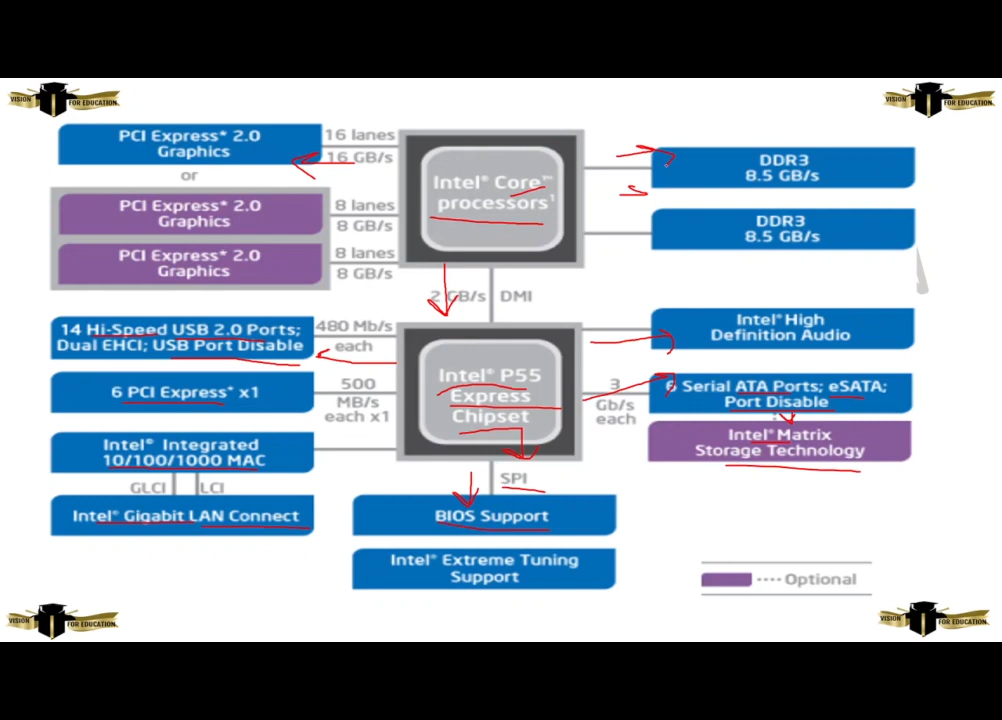 VISION FOR EDUCATION
VISION FOR EDUCATION
PCI Express* 2.0
Graphics
16 lanes
16 GB/s
or
PCI Express* 2.0
Graphics
8 lanes
8 GB/s
PCI Express* 2.0
Graphics
8 lanes
8 GB/s
Intel® Core™
processors¹
DDR3
8.5 GB/s
DDR3
8.5 GB/s
2 GB/s DMI
14 Hi-Speed USB 2.0 Ports;
Dual EHCI; USB Port Disable
480 Mb/s
each
Intel® High
Definition Audio
6 PCI Express* x1
500
MB/s
each x1
Intel® P55
Express
Chipset
3
Gb/s
each
6 Serial ATA Ports; eSATA;
Port Disable
Intel® Matrix
Storage Technology
Intel® Integrated
10/100/1000 MAC
GLCI LCI
Intel® Gigabit LAN Connect
SPI
BIOS Support
Intel® Extreme Tuning
Support
Optional
VISION FOR EDUCATION
VISION FOR EDUCATION